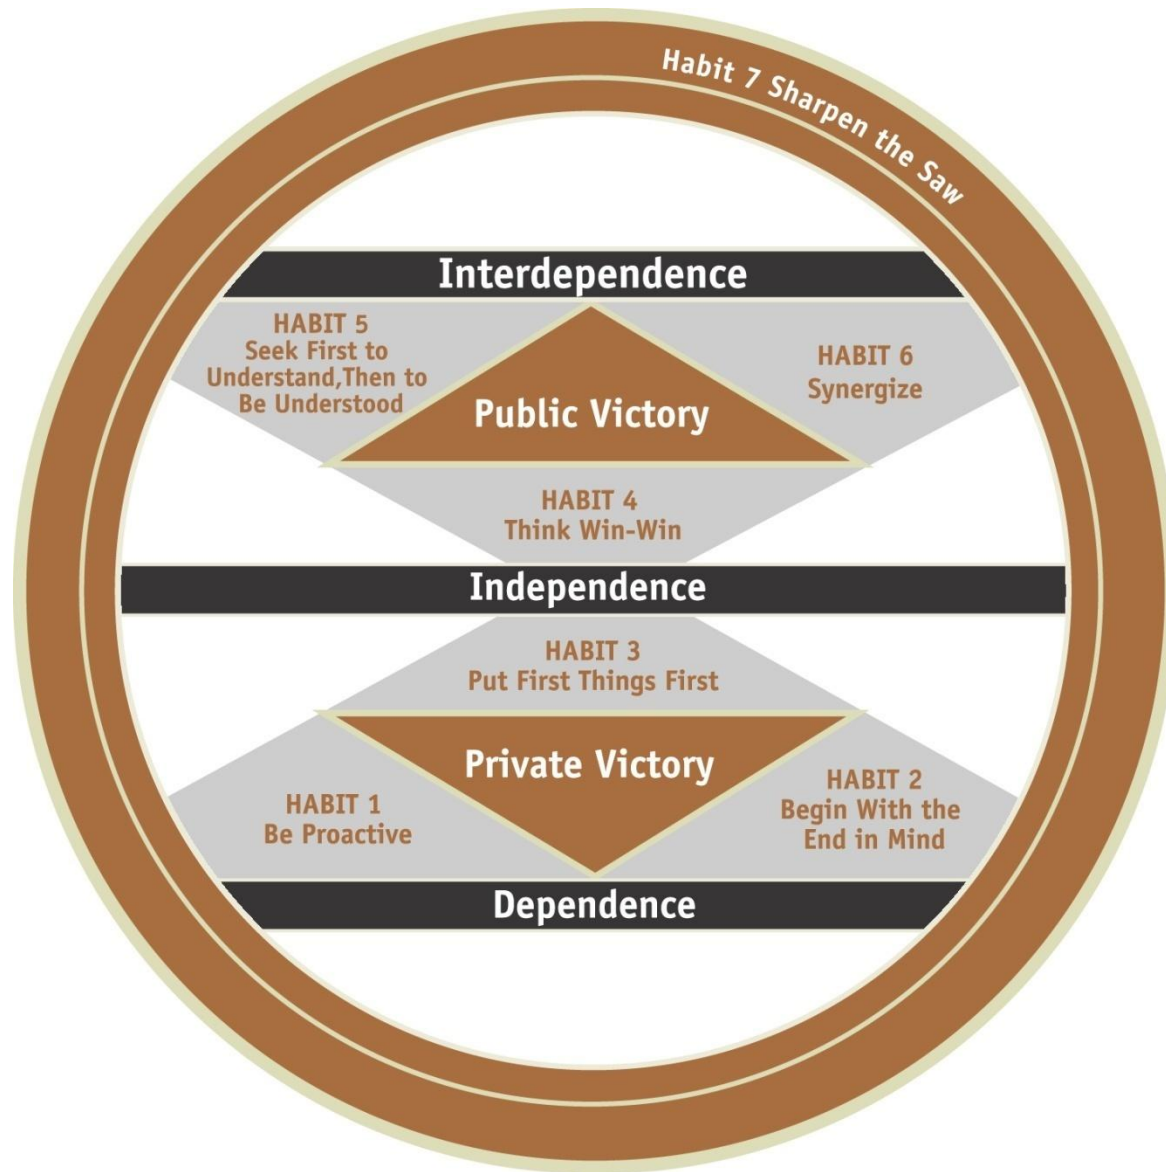 Habit 7 Sharpen the Saw
Interdependence
HABIT 5
Seek First to
Understand,Then to
Be Understood
HABIT 6
Synergize
Public Victory
HABIT 4
Think Win-Win
Independence
HABIT 3
Put First Things First
Private Victory
HABIT 1
Be Proactive
HABIT 2
Begin With the
End in Mind
Dependence